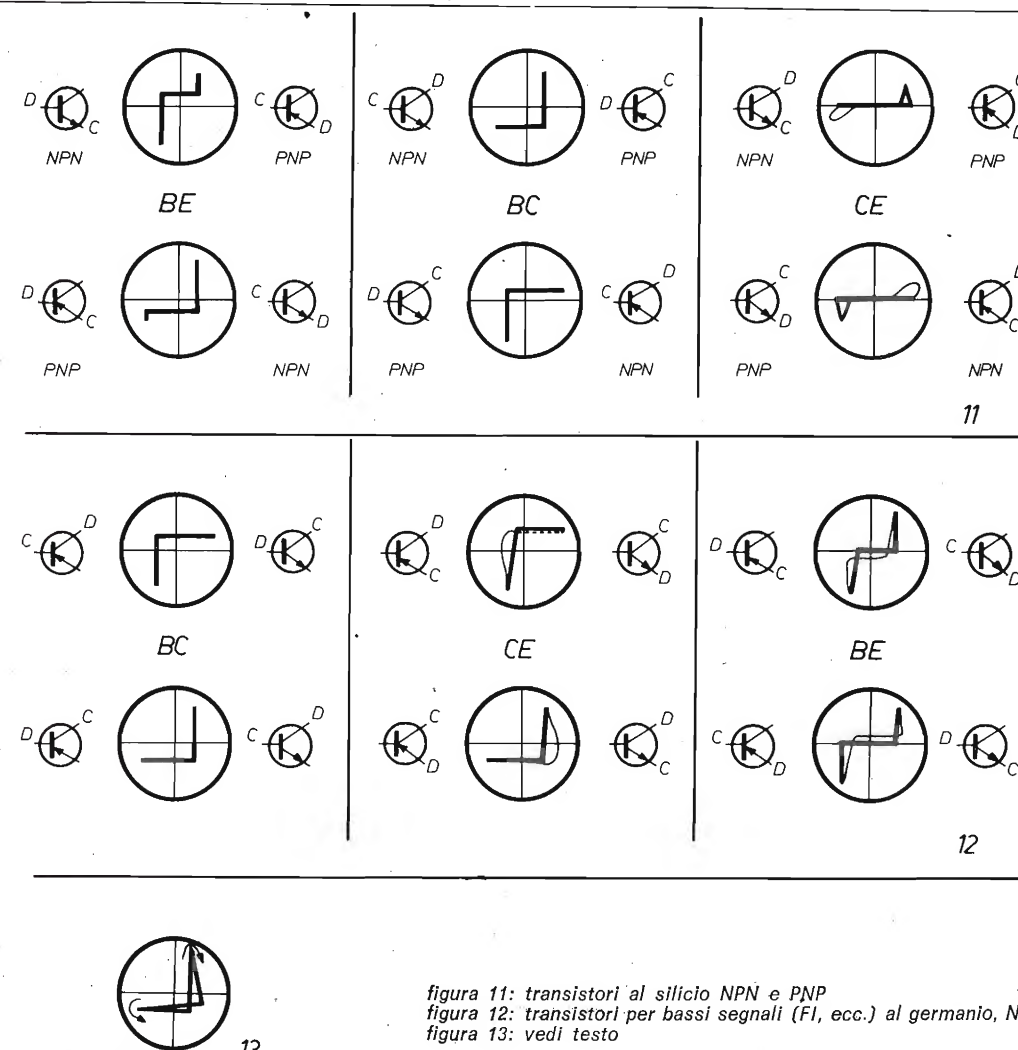 D C NPN C D PNP
BE
D C PNP C D NPN
C D NPN D C PNP
BC
D C PNP C D NPN
D C NPN PNP
CE
C D PNP NPN
11
C D D C
BC
D C C D
D C C D
CE
C D D C
D C C D
BE
C D D C
12
13
figura 11: transistori al silicio NPN e PNP
figura 12: transistori per bassi segnali (FI, ecc.) al germanio, N
figura 13: vedi testo